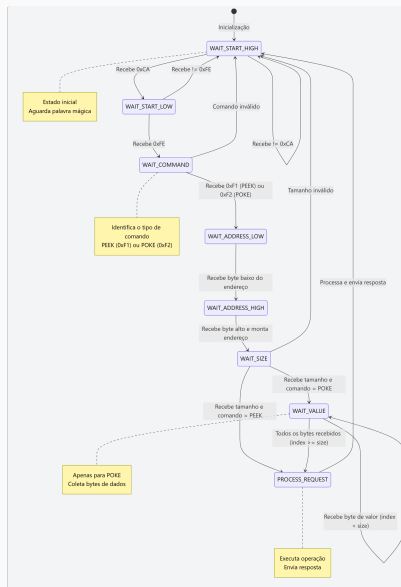 Inicialização
WAIT_START_HIGH
Recebe 0xCA
Recebe != 0xFE
Estado inicial
Aguarda palavra mágica
WAIT_START_LOW
Comando inválido
Recebe 0xFE
Recebe != 0xCA
WAIT_COMMAND
Recebe 0xF1 (PEEK) ou
0xF2 (POKE)
Tamanho inválido
Identifica o tipo de
comando
PEEK (0xF1) ou POKE (0xF2)
WAIT_ADDRESS_LOW
Recebe byte baixo do
endereço
Processa e envia resposta
WAIT_ADDRESS_HIGH
Recebe byte alto e monta
endereço
WAIT_SIZE
Recebe tamanho e
comando = POKE
Recebe tamanho e
comando = PEEK
WAIT_VALUE
Todos os bytes recebidos
(index >= size)
Apenas para POKE
Coleta bytes de dados
PROCESS_REQUEST
Recebe byte de valor (index
< size)
Executa operação
Envia resposta